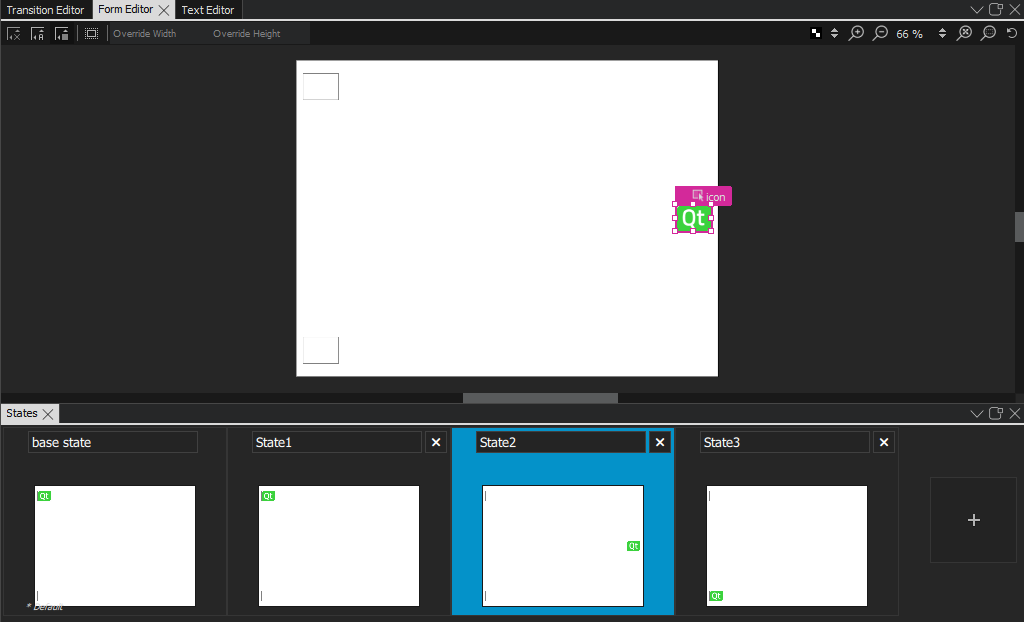 Transition Editor
Form Editor
Text Editor
Override Width
Override Height
66 %
icon
Qt
States
base state
State1
State2
State3
Qt
Qt
Qt
Qt
* Default